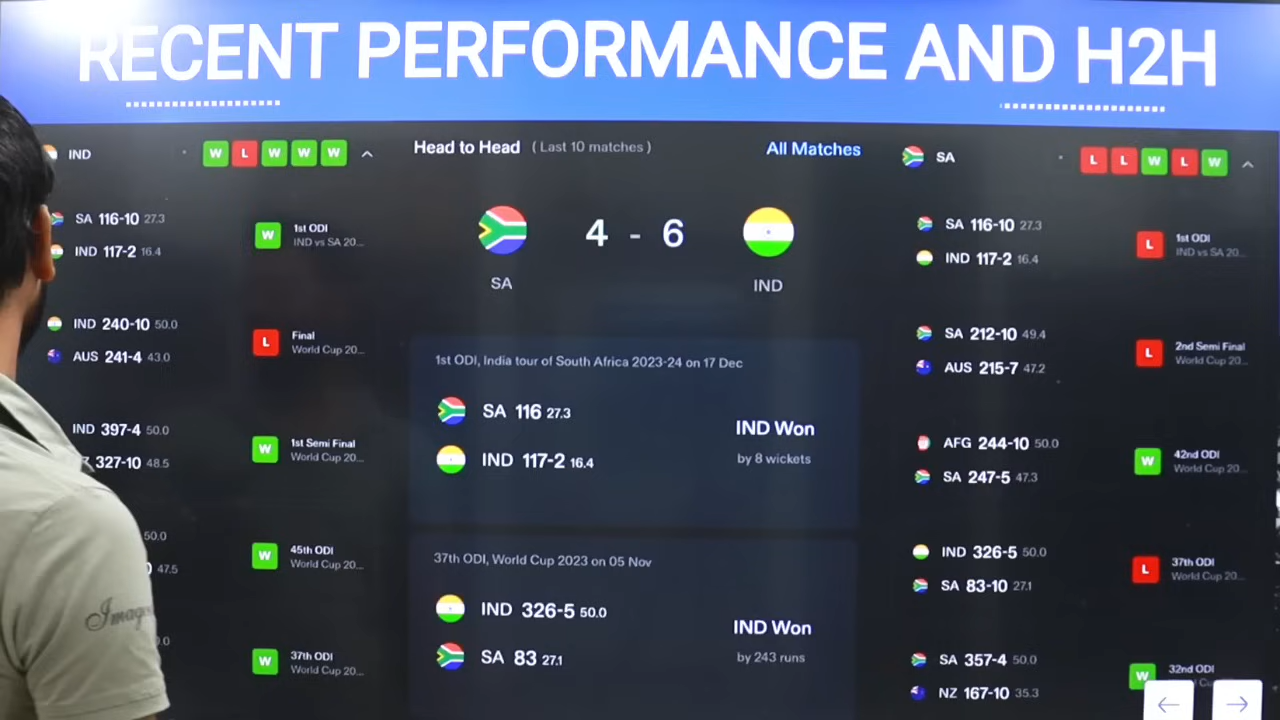 RECENT PERFORMANCE AND H2H
IND
W L W W W
SA 116-10 27.3
IND 117-2 16.4
W
1st ODI
IND vs SA 20...
IND 240-10 50.0
AUS 241-4 43.0
L
Final
World Cup 20...
IND 397-4 50.0
327-10 48.5
W
1st Semi Final
World Cup 20...
50.0
47.5
W
45th ODI
World Cup 20...
W
37th ODI
World Cup 20...
Head to Head ( Last 10 matches )
All Matches
4 - 6
SA
IND
1st ODI, India tour of South Africa 2023-24 on 17 Dec
SA 116 27.3
IND 117-2 16.4
IND Won
by 8 wickets
37th ODI, World Cup 2023 on 05 Nov
IND 326-5 50.0
SA 83 27.1
IND Won
by 243 runs
SA
L L W L W
SA 116-10 27.3
IND 117-2 16.4
L
1st ODI
IND vs SA 20...
SA 212-10 49.4
AUS 215-7 47.2
L
2nd Semi Final
World Cup 20...
AFG 244-10 50.0
SA 247-5 47.3
W
42nd ODI
World Cup 20...
IND 326-5 50.0
SA 83-10 27.1
L
37th ODI
World Cup 20...
SA 357-4 50.0
NZ 167-10 35.3
W
32nd ODI